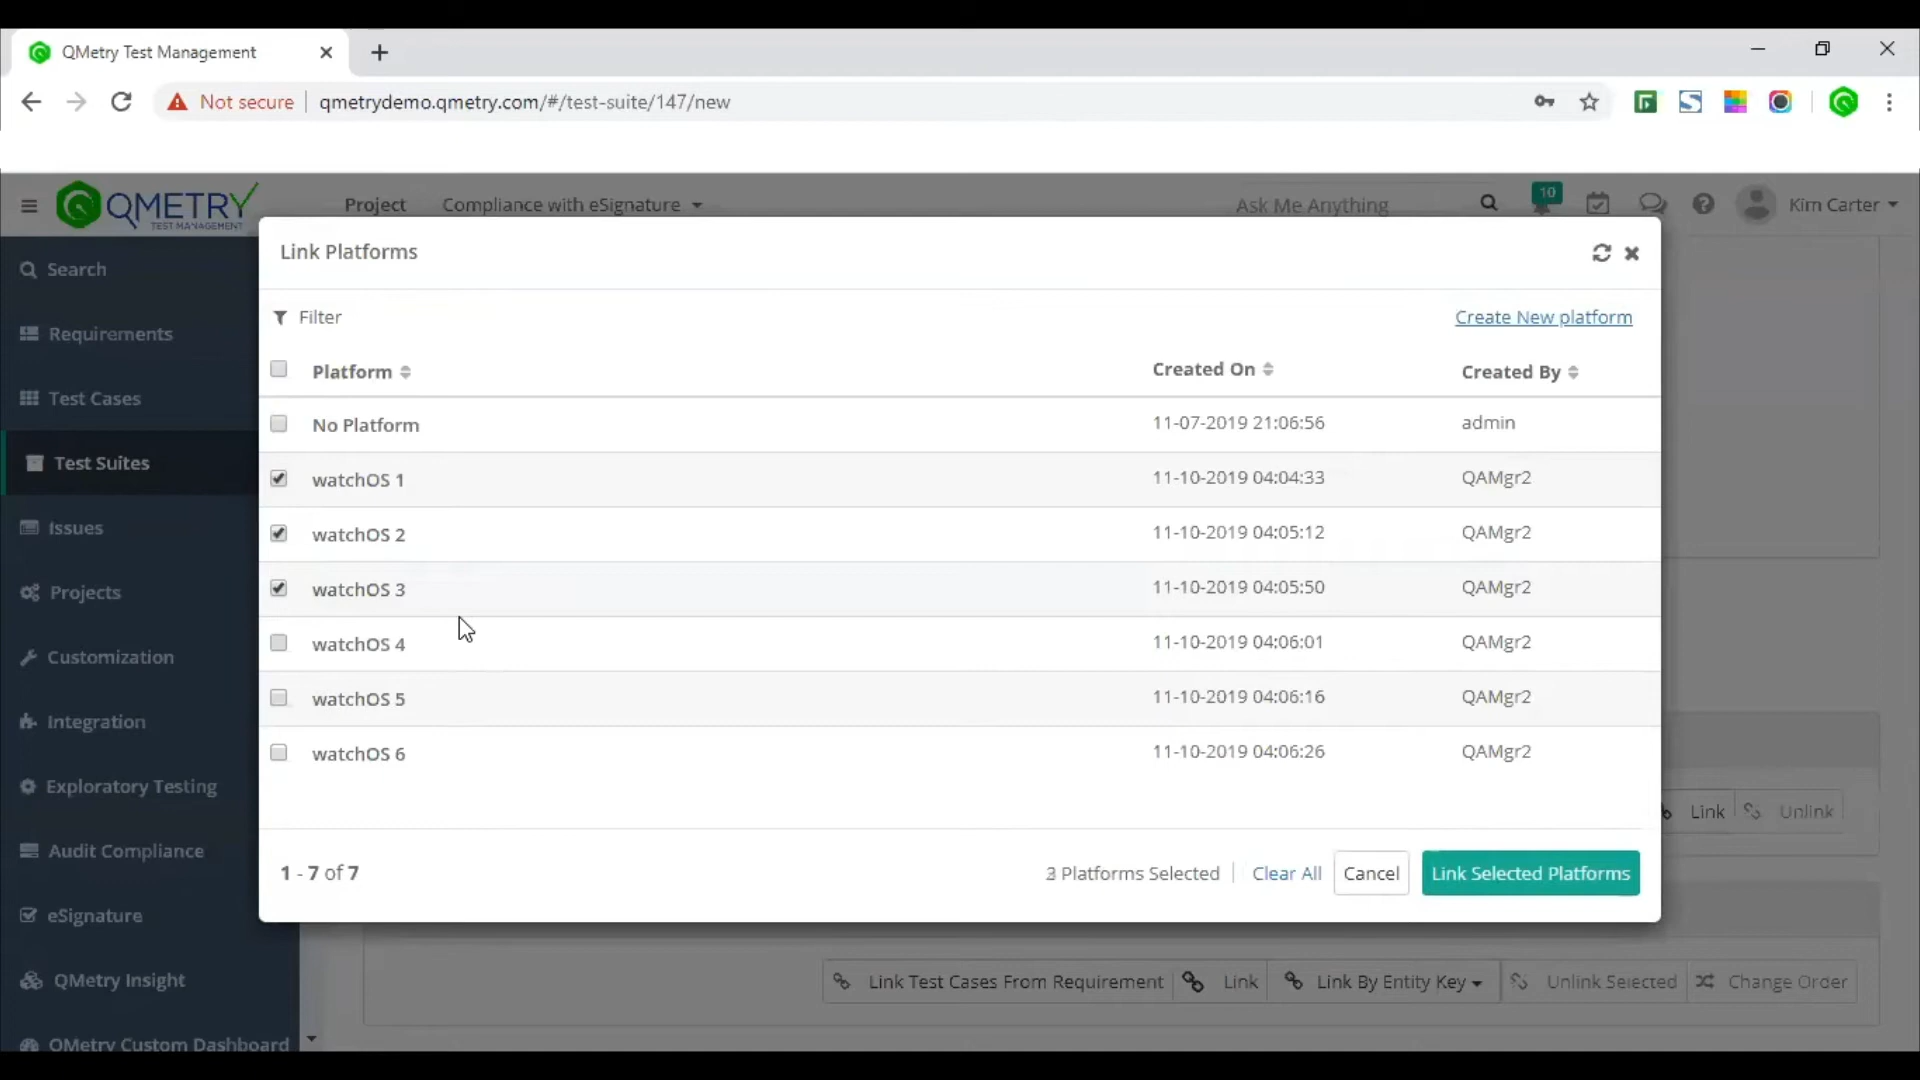 QMetry Test Management
Not secure qmetrydemo.qmetry.com/#/test-suite/147/new
QMETRY
TEST MANAGEMENT
Project Compliance with eSignature Ask Me Anything 10 Kim Carter
Search
Requirements
Test Cases
Test Suites
Issues
Projects
Customization
Integration
Exploratory Testing
Audit Compliance
eSignature
QMetry Insight
QMetry Custom Dashboard
Link Platforms
Filter Create New platform
Platform Created On Created By
No Platform 11-07-2019 21:06:56 admin
watchOS 1 11-10-2019 04:04:33 QAMgr2
watchOS 2 11-10-2019 04:05:12 QAMgr2
watchOS 3 11-10-2019 04:05:50 QAMgr2
watchOS 4 11-10-2019 04:06:01 QAMgr2
watchOS 5 11-10-2019 04:06:16 QAMgr2
watchOS 6 11-10-2019 04:06:26 QAMgr2
1 - 7 of 7 3 Platforms Selected Clear All Cancel Link Selected Platforms
Link Unlink
Link Test Cases From Requirement Link Link By Entity Key Unlink Selected Change Order